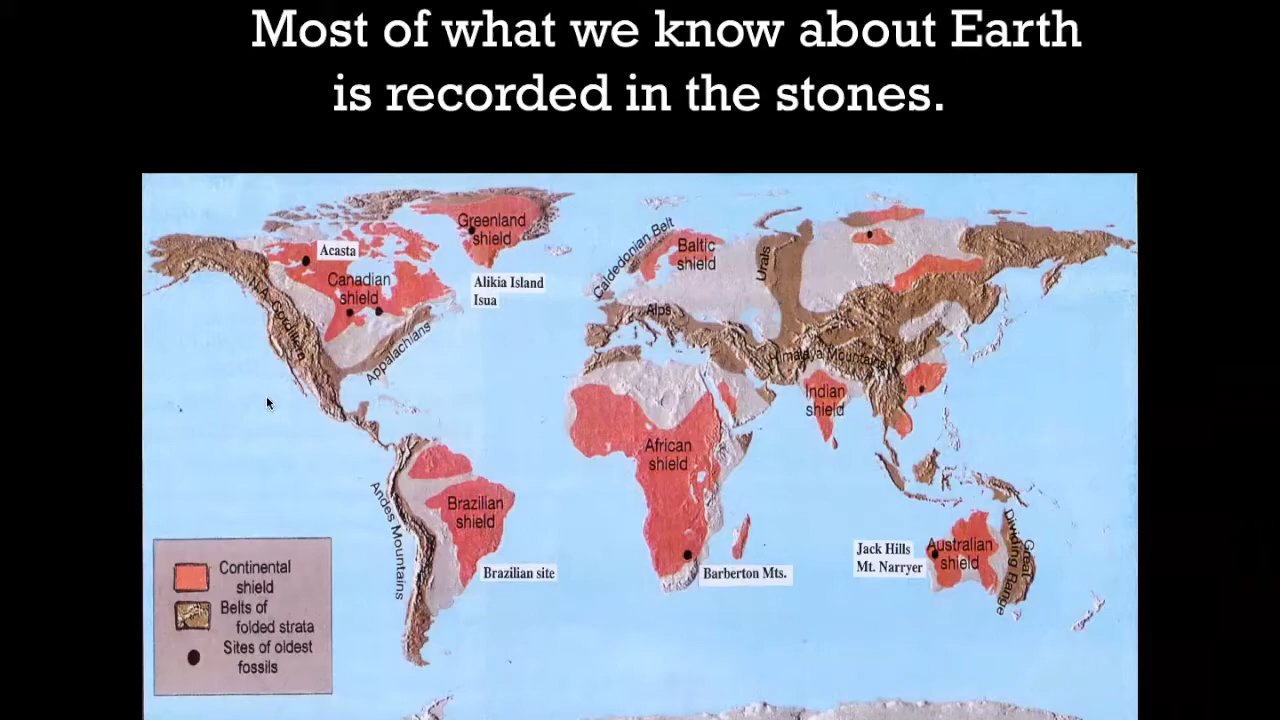 Most of what we know about Earth
is recorded in the stones.
Greenland
shield
Acasta
Canadian
shield
Alikia Island
Isua
Caldedonian Belt
Baltic
shield
Urals
Alps
Himalaya Mountains
Appalachians
Indian
shield
African
shield
Brazilian
shield
Andes Mountains
Brazilian site
Barberton Mts.
Jack Hills
Mt. Narryer
Australian
shield
Great
Dividing Range
Continental
shield
Belts of
folded strata
Sites of oldest
fossils